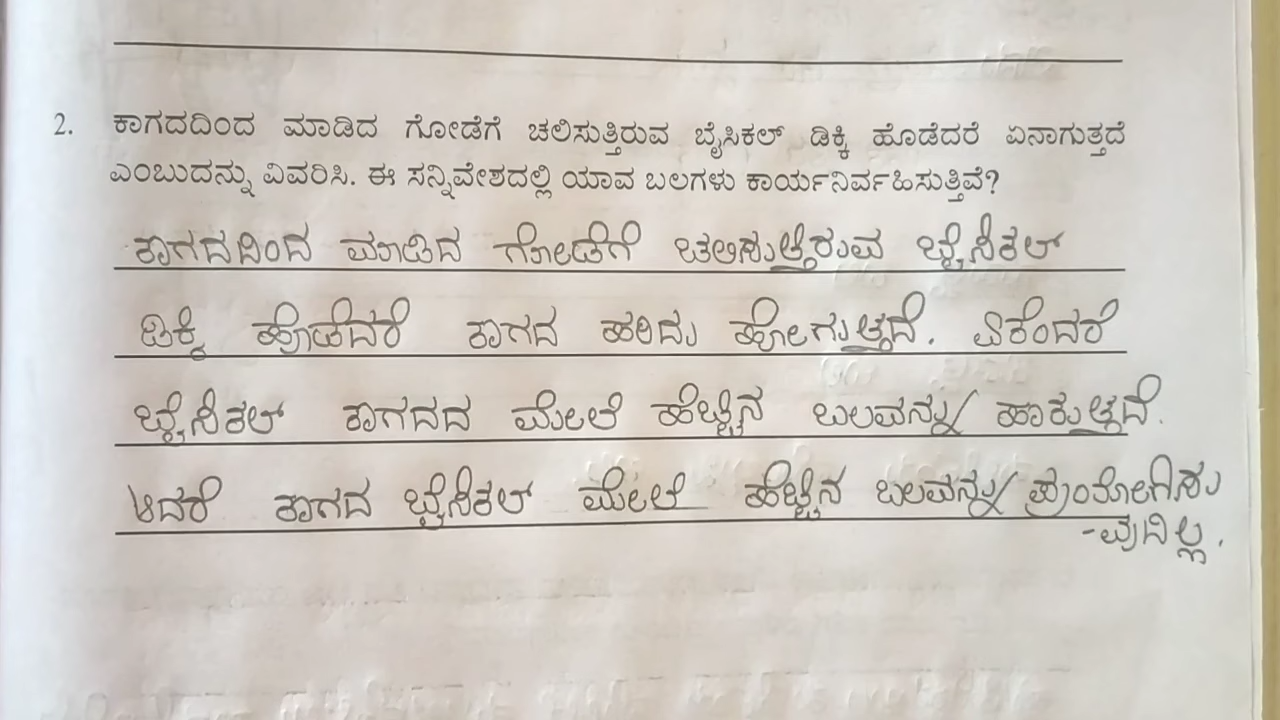 2. ಕಾಗದದಿಂದ ಮಾಡಿದ ಗೋಡೆಗೆ ಚಲಿಸುತ್ತಿರುವ ಬೈಸಿಕಲ್ ಡಿಕ್ಕಿ ಹೊಡೆದರೆ ಏನಾಗುತ್ತದೆ
ಎಂಬುದನ್ನು ವಿವರಿಸಿ. ಈ ಸನ್ನಿವೇಶದಲ್ಲಿ ಯಾವ ಬಲಗಳು ಕಾರ್ಯನಿರ್ವಹಿಸುತ್ತಿವೆ?
ಕಾಗದದಿಂದ ಮಾಡಿದ ಗೋಡೆಗೆ ಚಲಿಸುತ್ತಿರುವ ಬೈಸಿಕಲ್
ಡಿಕ್ಕಿ ಹೊಡೆದರೆ ಕಾಗದ ಹರಿದು ಹೋಗುತ್ತದೆ. ಏಕೆಂದರೆ
ಬೈಸಿಕಲ್ ಕಾಗದದ ಮೇಲೆ ಹೆಚ್ಚಿನ ಬಲವನ್ನು ಹಾಕುತ್ತದೆ.
ಆದರೆ ಕಾಗದ ಬೈಸಿಕಲ್ ಮೇಲೆ ಹೆಚ್ಚಿನ ಬಲವನ್ನು
-ವುದಿಲ್ಲ.